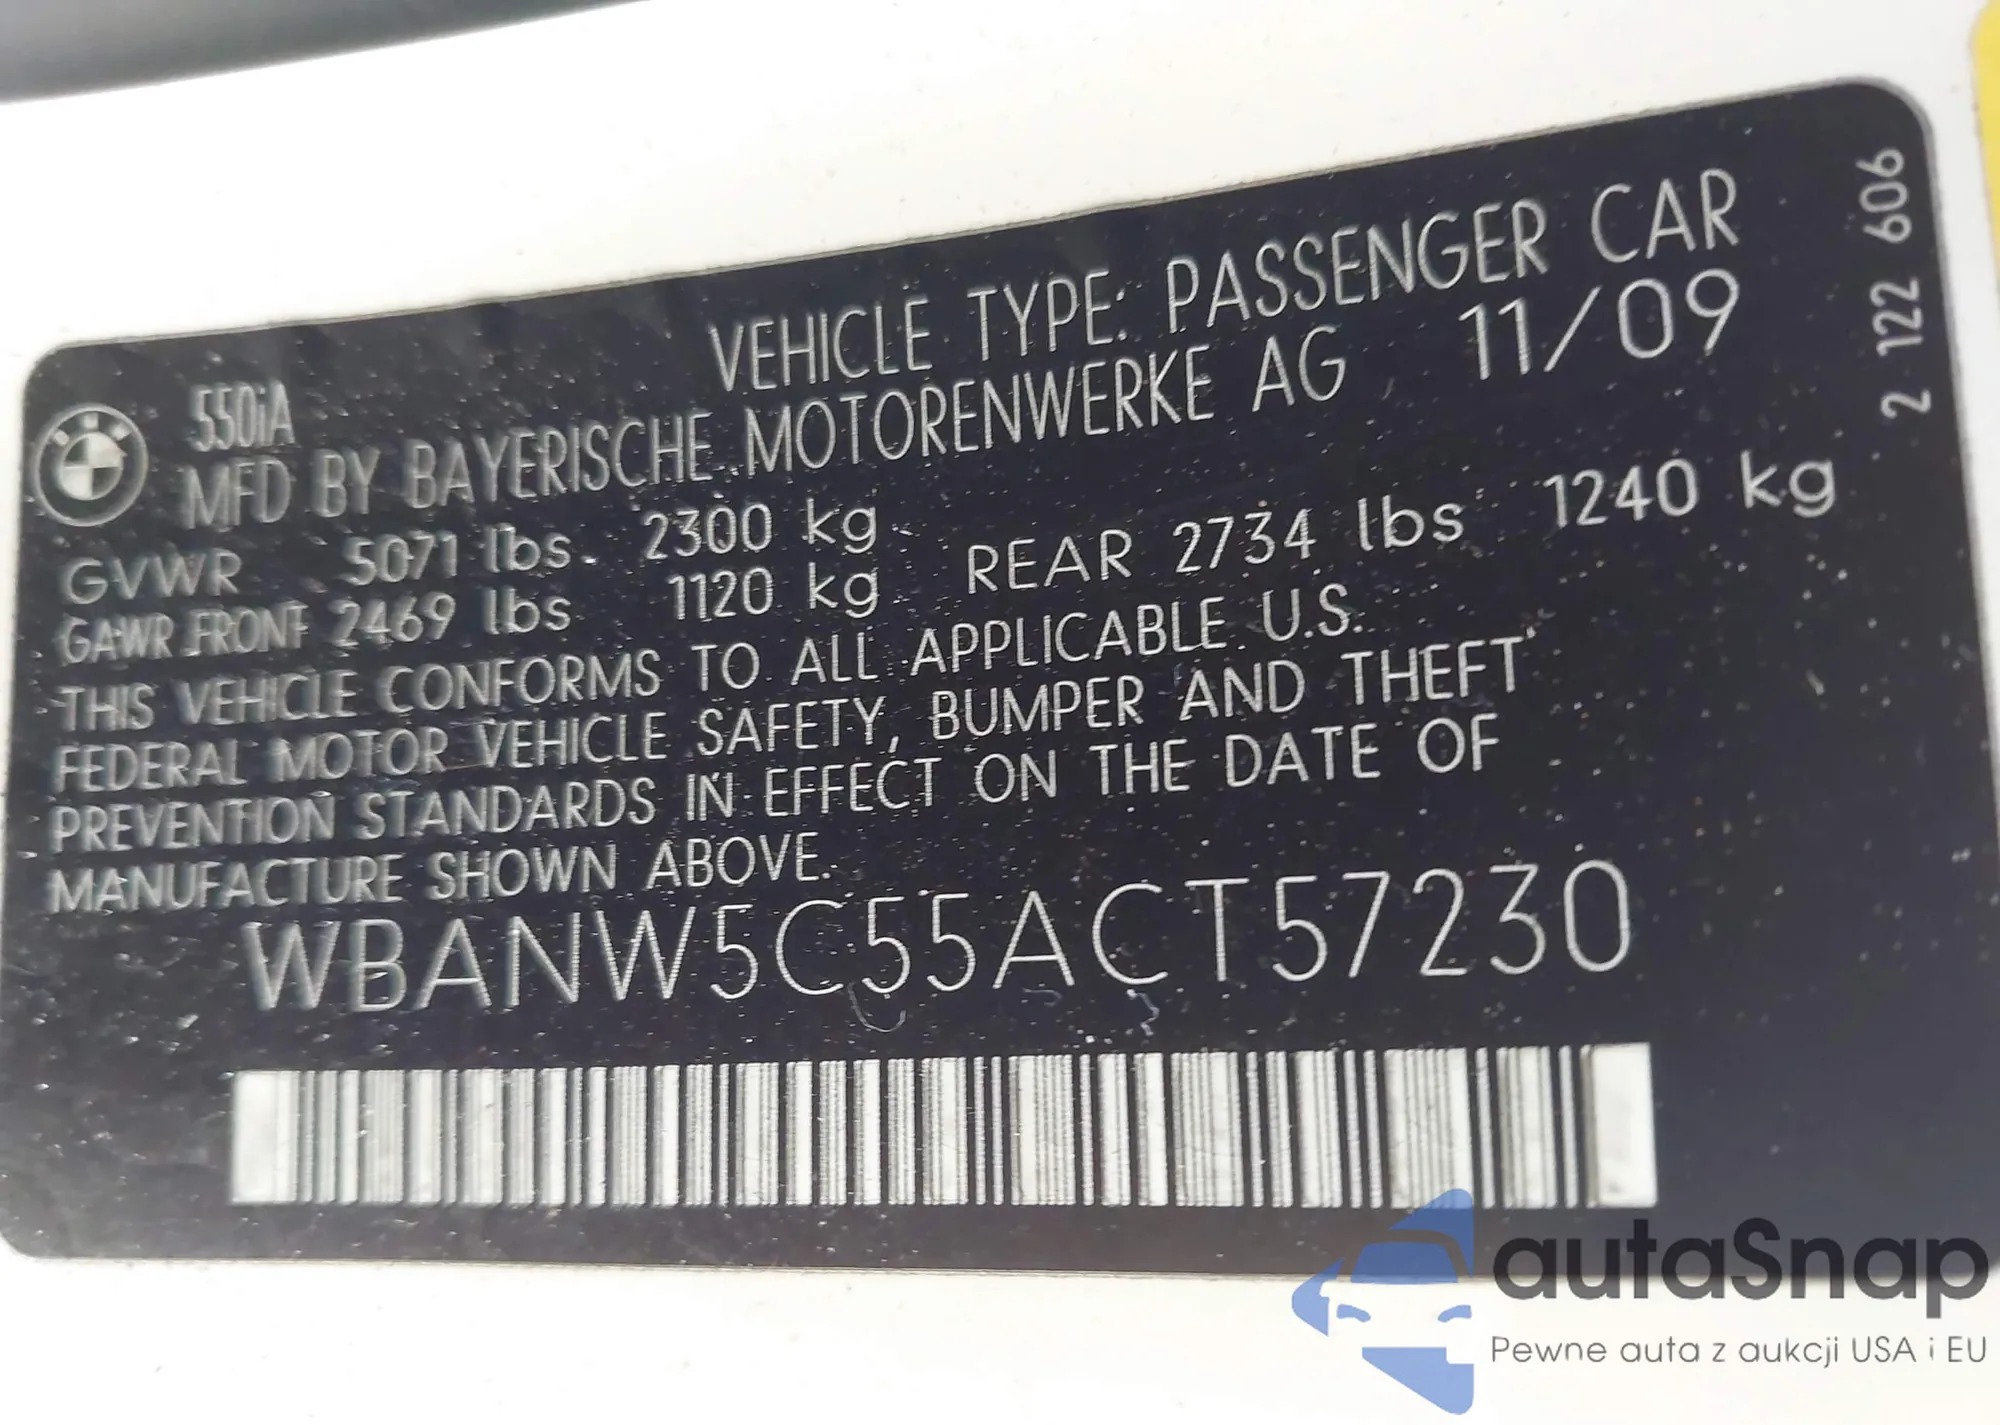 VEHICLE TYPE: PASSENGER CAR
550iA
MFD BY BAYERISCHE MOTORENWERKE AG 11/09
GVWR 5071 lbs 2300 kg
GAWR FRONT 2469 lbs 1120 kg REAR 2734 lbs 1240 kg
THIS VEHICLE CONFORMS TO ALL APPLICABLE U.S.
FEDERAL MOTOR VEHICLE SAFETY, BUMPER AND THEFT
PREVENTION STANDARDS IN EFFECT ON THE DATE OF
MANUFACTURE SHOWN ABOVE.
WBANW5C55ACT57230
2 122 606
autaSnap
Pewne auta z aukcji USA i EU